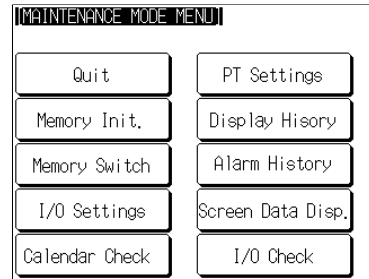 [MAINTENANCE MODE MENU]
Quit
PT Settings
Memory Init.
Display Hisory
Memory Switch
Alarm History
I/O Settings
Screen Data Disp.
Calendar Check
I/O Check